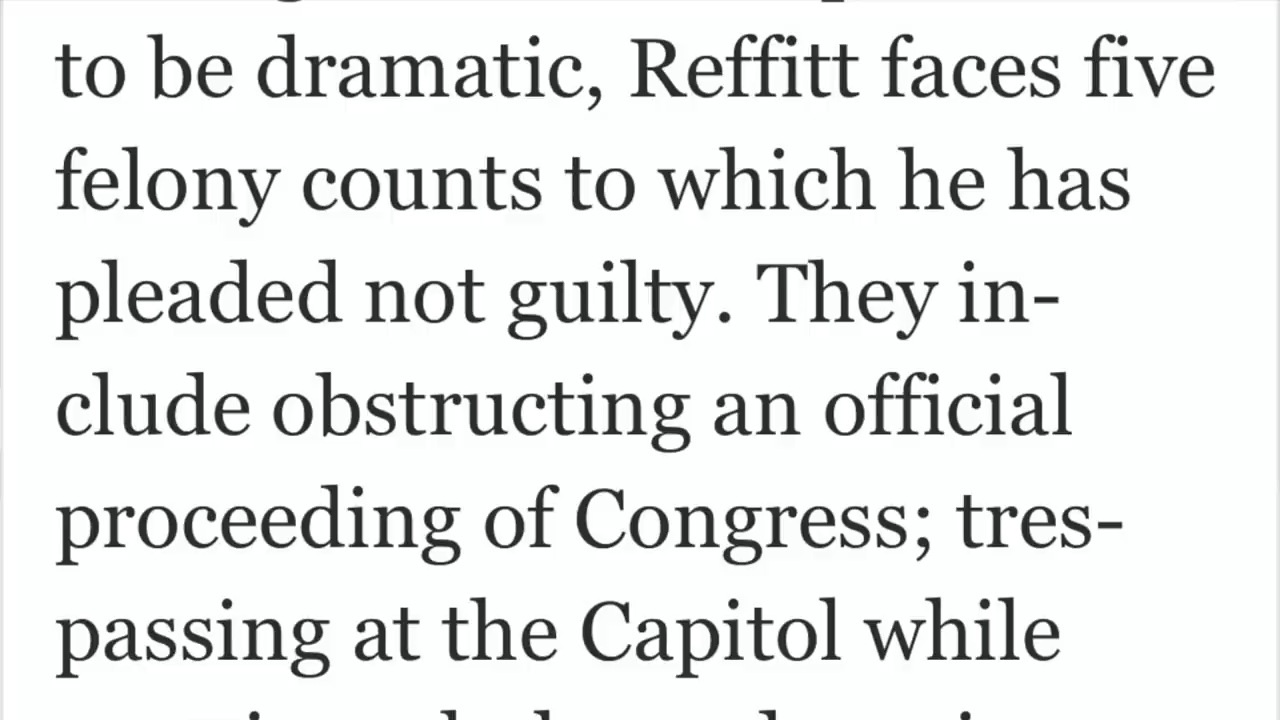 to be dramatic, Reffitt faces five
felony counts to which he has
pleaded not guilty. They in-
clude obstructing an official
proceeding of Congress; tres-
passing at the Capitol while